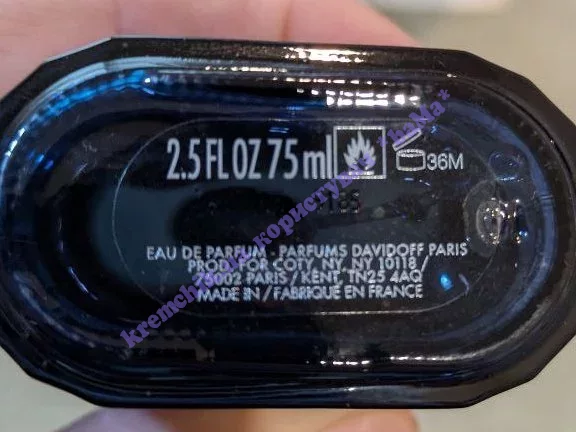 2.5 FL OZ 75 ml
36M
EAU DE PARFUM - PARFUMS DAVIDOFF PARIS
PROD. FOR COTY, NY, NY 10118 /
75002 PARIS / KENT, TN25 4AQ
MADE IN / FABRIQUÉ EN FRANCE